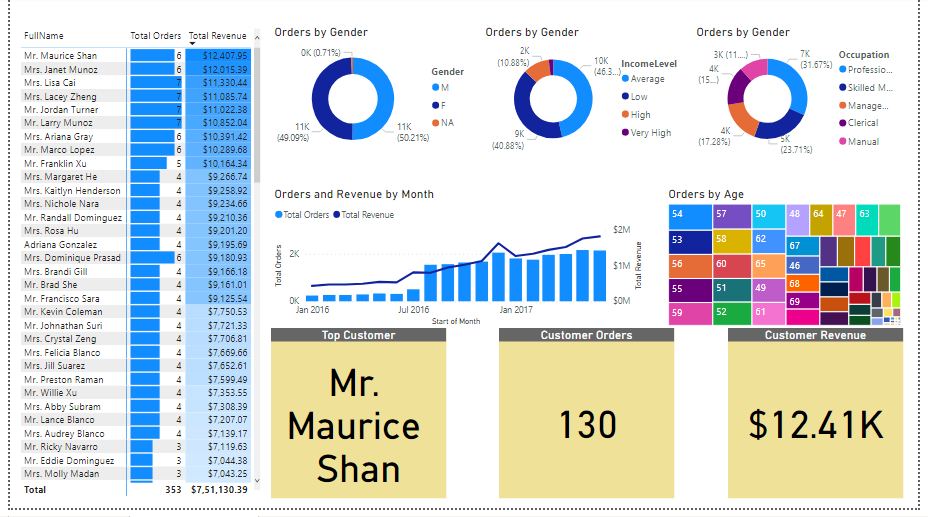 FullName Total Orders Total Revenue
Mr. Maurice Shan 6 $12,407.95
Mrs. Janet Munoz 6 $12,015.39
Mrs. Lisa Cai 7 $11,330.44
Mrs. Lacey Zheng 7 $11,085.74
Mr. Jordan Turner 7 $11,022.38
Mr. Larry Munoz 7 $10,852.04
Mrs. Ariana Gray 6 $10,391.42
Mr. Marco Lopez 6 $10,289.68
Mr. Franklin Xu 5 $10,164.34
Mrs. Margaret He 4 $9,266.74
Mrs. Kaitlyn Henderson 4 $9,258.92
Mrs. Nichole Nara 4 $9,234.66
Mr. Randall Dominguez 4 $9,210.36
Mrs. Rosa Hu 4 $9,201.20
Adriana Gonzalez 4 $9,195.69
Mrs. Dominique Prasad 6 $9,180.93
Mrs. Brandi Gill 4 $9,166.18
Mr. Brad She 4 $9,161.01
Mr. Francisco Sara 4 $9,125.54
Mr. Kevin Coleman 4 $7,750.53
Mr. Johnathan Suri 4 $7,721.33
Mrs. Crystal Zeng 4 $7,706.81
Mrs. Felicia Blanco 4 $7,669.66
Mrs. Jill Suarez 4 $7,652.61
Mr. Preston Raman 4 $7,599.49
Mr. Willie Xu 4 $7,353.55
Mrs. Abby Subram 4 $7,308.39
Mr. Lance Blanco 4 $7,207.07
Mrs. Audrey Blanco 4 $7,139.17
Mr. Ricky Navarro 3 $7,119.63
Mr. Eddie Dominguez 3 $7,044.38
Mrs. Molly Madan 3 $7,043.25
Total 353 $7,51,130.39
Orders by Gender
0K (0.71%)
11K
(49.09%)
11K
(50.21%)
Gender
M
F
NA
Orders by Gender
2K
(10.88%)
10K
(46.3...)
9K
(40.88%)
IncomeLevel
Average
Low
High
Very High
Orders by Gender
3K (11....)
7K
(31.67%)
4K
(15...)
4K
(17.28%)
5K
(23.71%)
Occupation
Professio...
Skilled M...
Manage...
Clerical
Manual
Orders and Revenue by Month
Total Orders Total Revenue
Total Orders
2K
0K
Jan 2016 Jul 2016 Jan 2017
Start of Month
$2M
$1M
$0M
Total Revenue
Orders by Age
54 57 50 48 64 47 63
53 58 62 67
56 60 65 46
55 51 49 68
69
59 52 61
Top Customer
Mr.
Maurice
Shan
Customer Orders
130
Customer Revenue
$12.41K